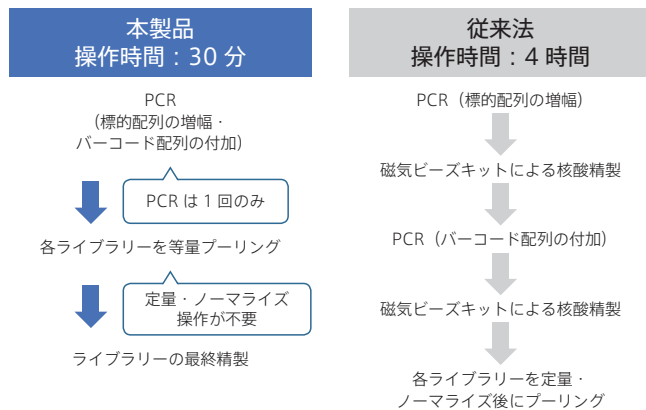 本製品
操作時間：30 分
PCR
（標的配列の増幅・
バーコード配列の付加）
PCR は 1 回のみ
各ライブラリーを等量プーリング
定量・ノーマライズ
操作が不要
ライブラリーの最終精製
従来法
操作時間：4 時間
PCR（標的配列の増幅）
磁気ビーズキットによる核酸精製
PCR（バーコード配列の付加）
磁気ビーズキットによる核酸精製
各ライブラリーを定量・
ノーマライズ後にプーリング